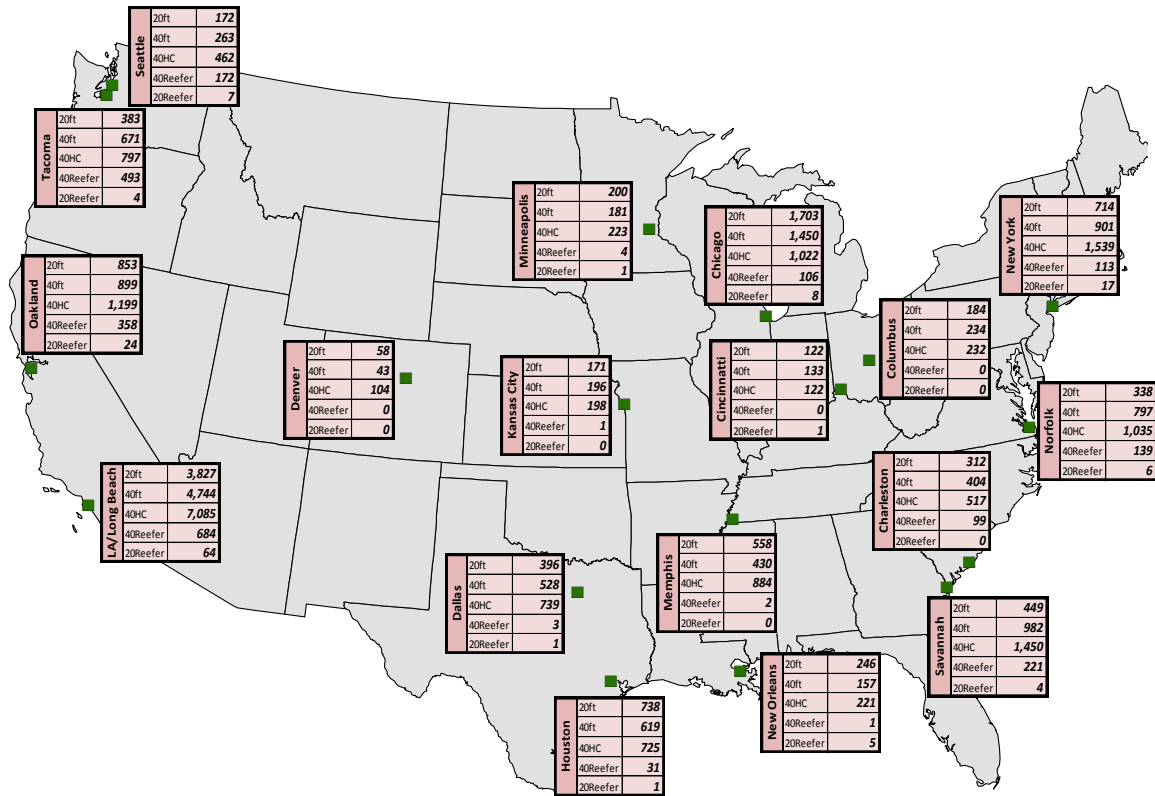 Seattle
20ft 172
40ft 263
40HC 462
40Reefer 172
20Reefer 7
Tacoma
20ft 383
40ft 671
40HC 797
40Reefer 493
20Reefer 4
Minneapolis
20ft 200
40ft 181
40HC 223
40Reefer 4
20Reefer 1
Chicago
20ft 1,703
40ft 1,450
40HC 1,022
40Reefer 106
20Reefer 8
New York
20ft 714
40ft 901
40HC 1,539
40Reefer 113
20Reefer 17
Oakland
20ft 853
40ft 899
40HC 1,199
40Reefer 358
20Reefer 24
Denver
20ft 58
40ft 43
40HC 104
40Reefer 0
20Reefer 0
Kansas City
20ft 171
40ft 196
40HC 198
40Reefer 1
20Reefer 0
Cincinnatti
20ft 122
40ft 133
40HC 122
40Reefer 0
20Reefer 1
Columbus
20ft 184
40ft 234
40HC 232
40Reefer 0
20Reefer 0
Norfolk
20ft 338
40ft 797
40HC 1,035
40Reefer 139
20Reefer 6
LA/Long Beach
20ft 3,827
40ft 4,744
40HC 7,085
40Reefer 684
20Reefer 64
Charleston
20ft 312
40ft 404
40HC 517
40Reefer 99
20Reefer 0
Dallas
20ft 396
40ft 528
40HC 739
40Reefer 3
20Reefer 1
Memphis
20ft 558
40ft 430
40HC 884
40Reefer 2
20Reefer 0
Savannah
20ft 449
40ft 982
40HC 1,450
40Reefer 221
20Reefer 4
New Orleans
20ft 246
40ft 157
40HC 221
40Reefer 1
20Reefer 5
Houston
20ft 738
40ft 619
40HC 725
40Reefer 31
20Reefer 1